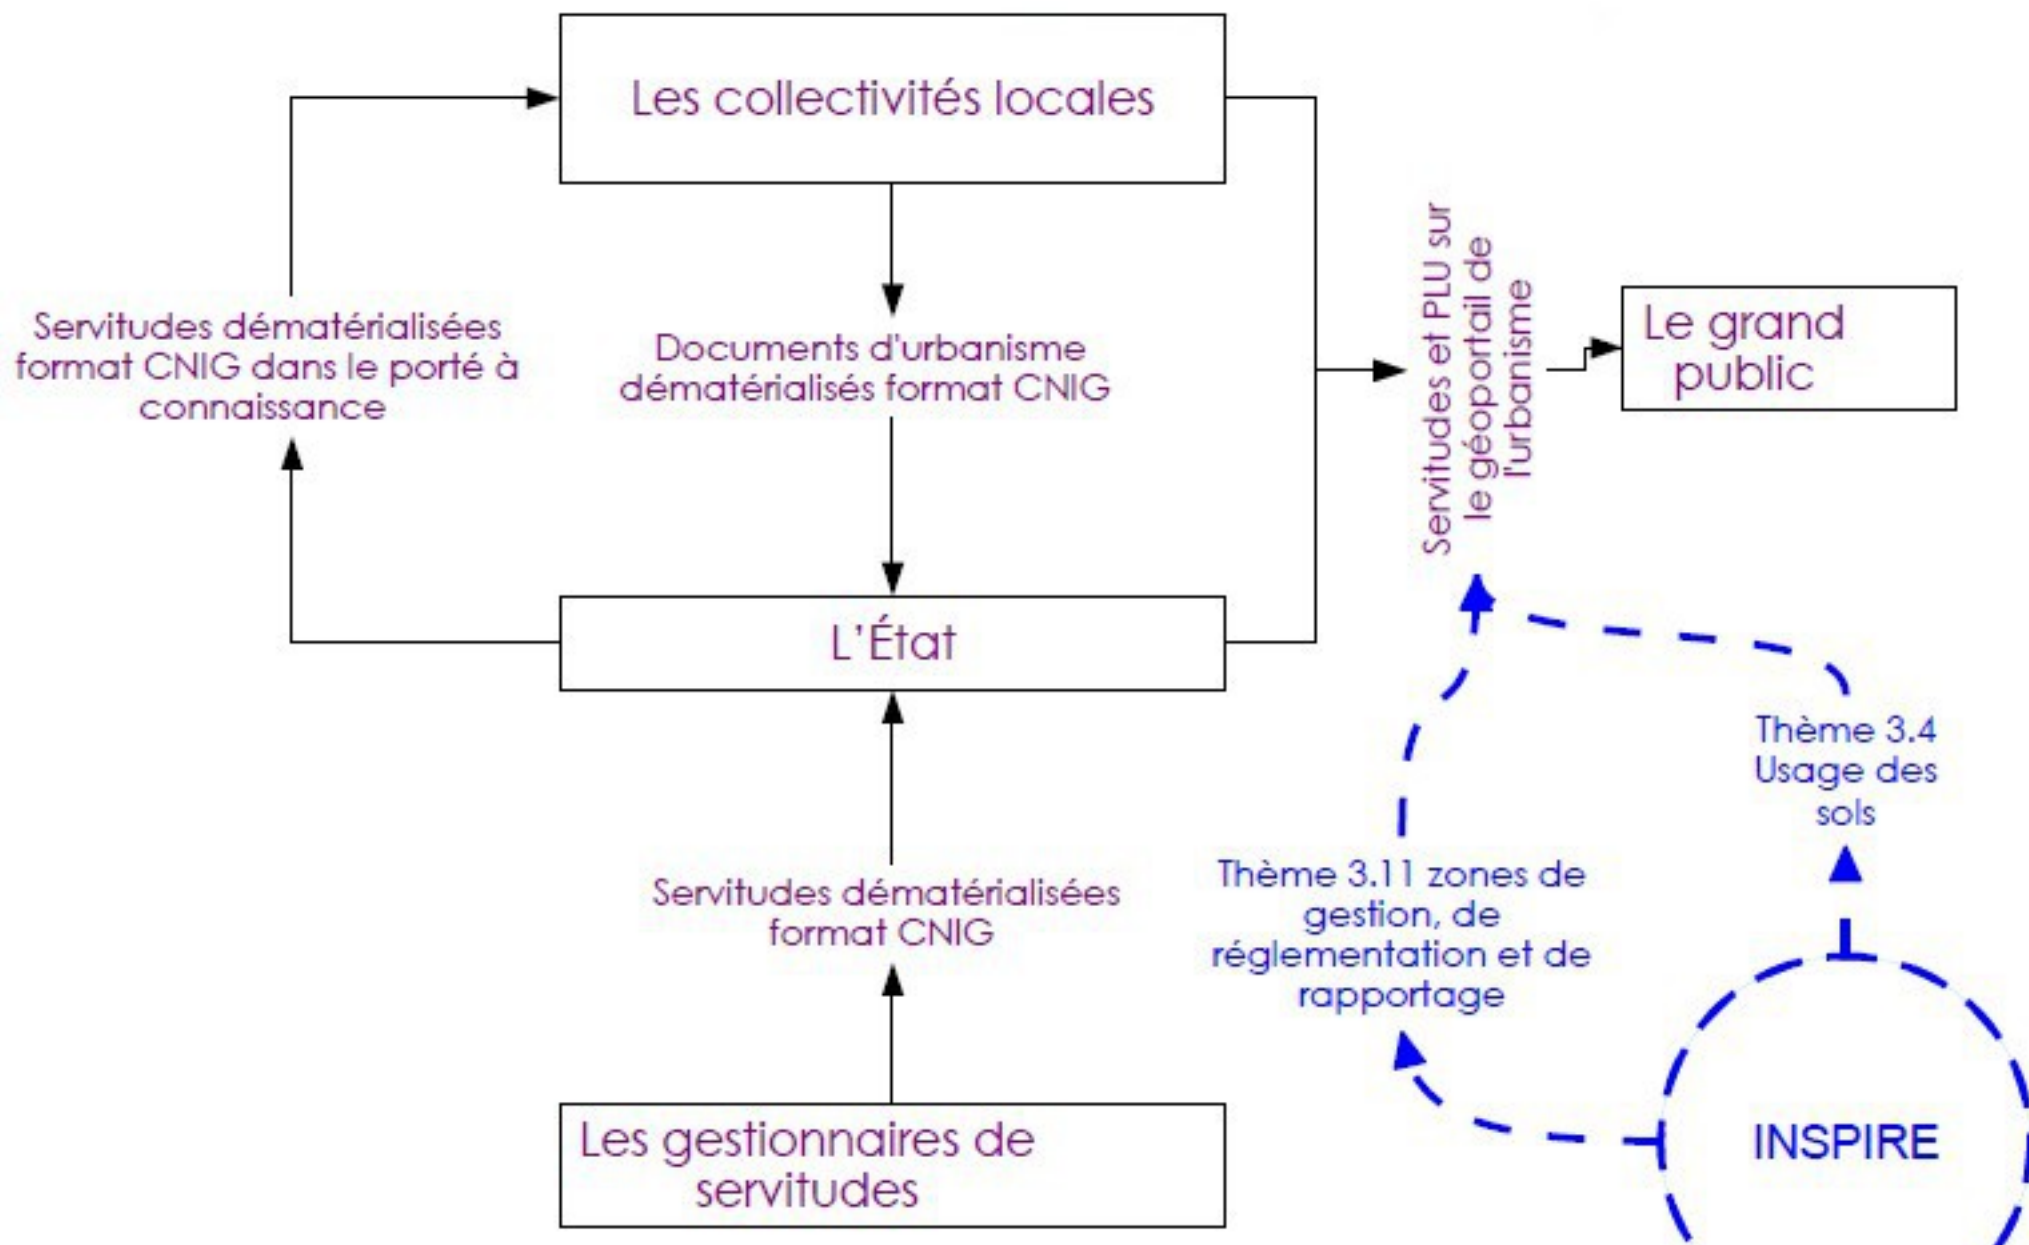 Les collectivités locales
Servitudes dématérialisées
format CNIG dans le porté à
connaissance
Documents d'urbanisme
dématérialisés format CNIG
Servitudes et PLU sur
le géoportail de
l'urbanisme
Le grand
public
L'État
Thème 3.4
Usage des
sols
Servitudes dématérialisées
format CNIG
Thème 3.11 zones de
gestion, de
réglementation et de
rapportage
Les gestionnaires de
servitudes
INSPIRE